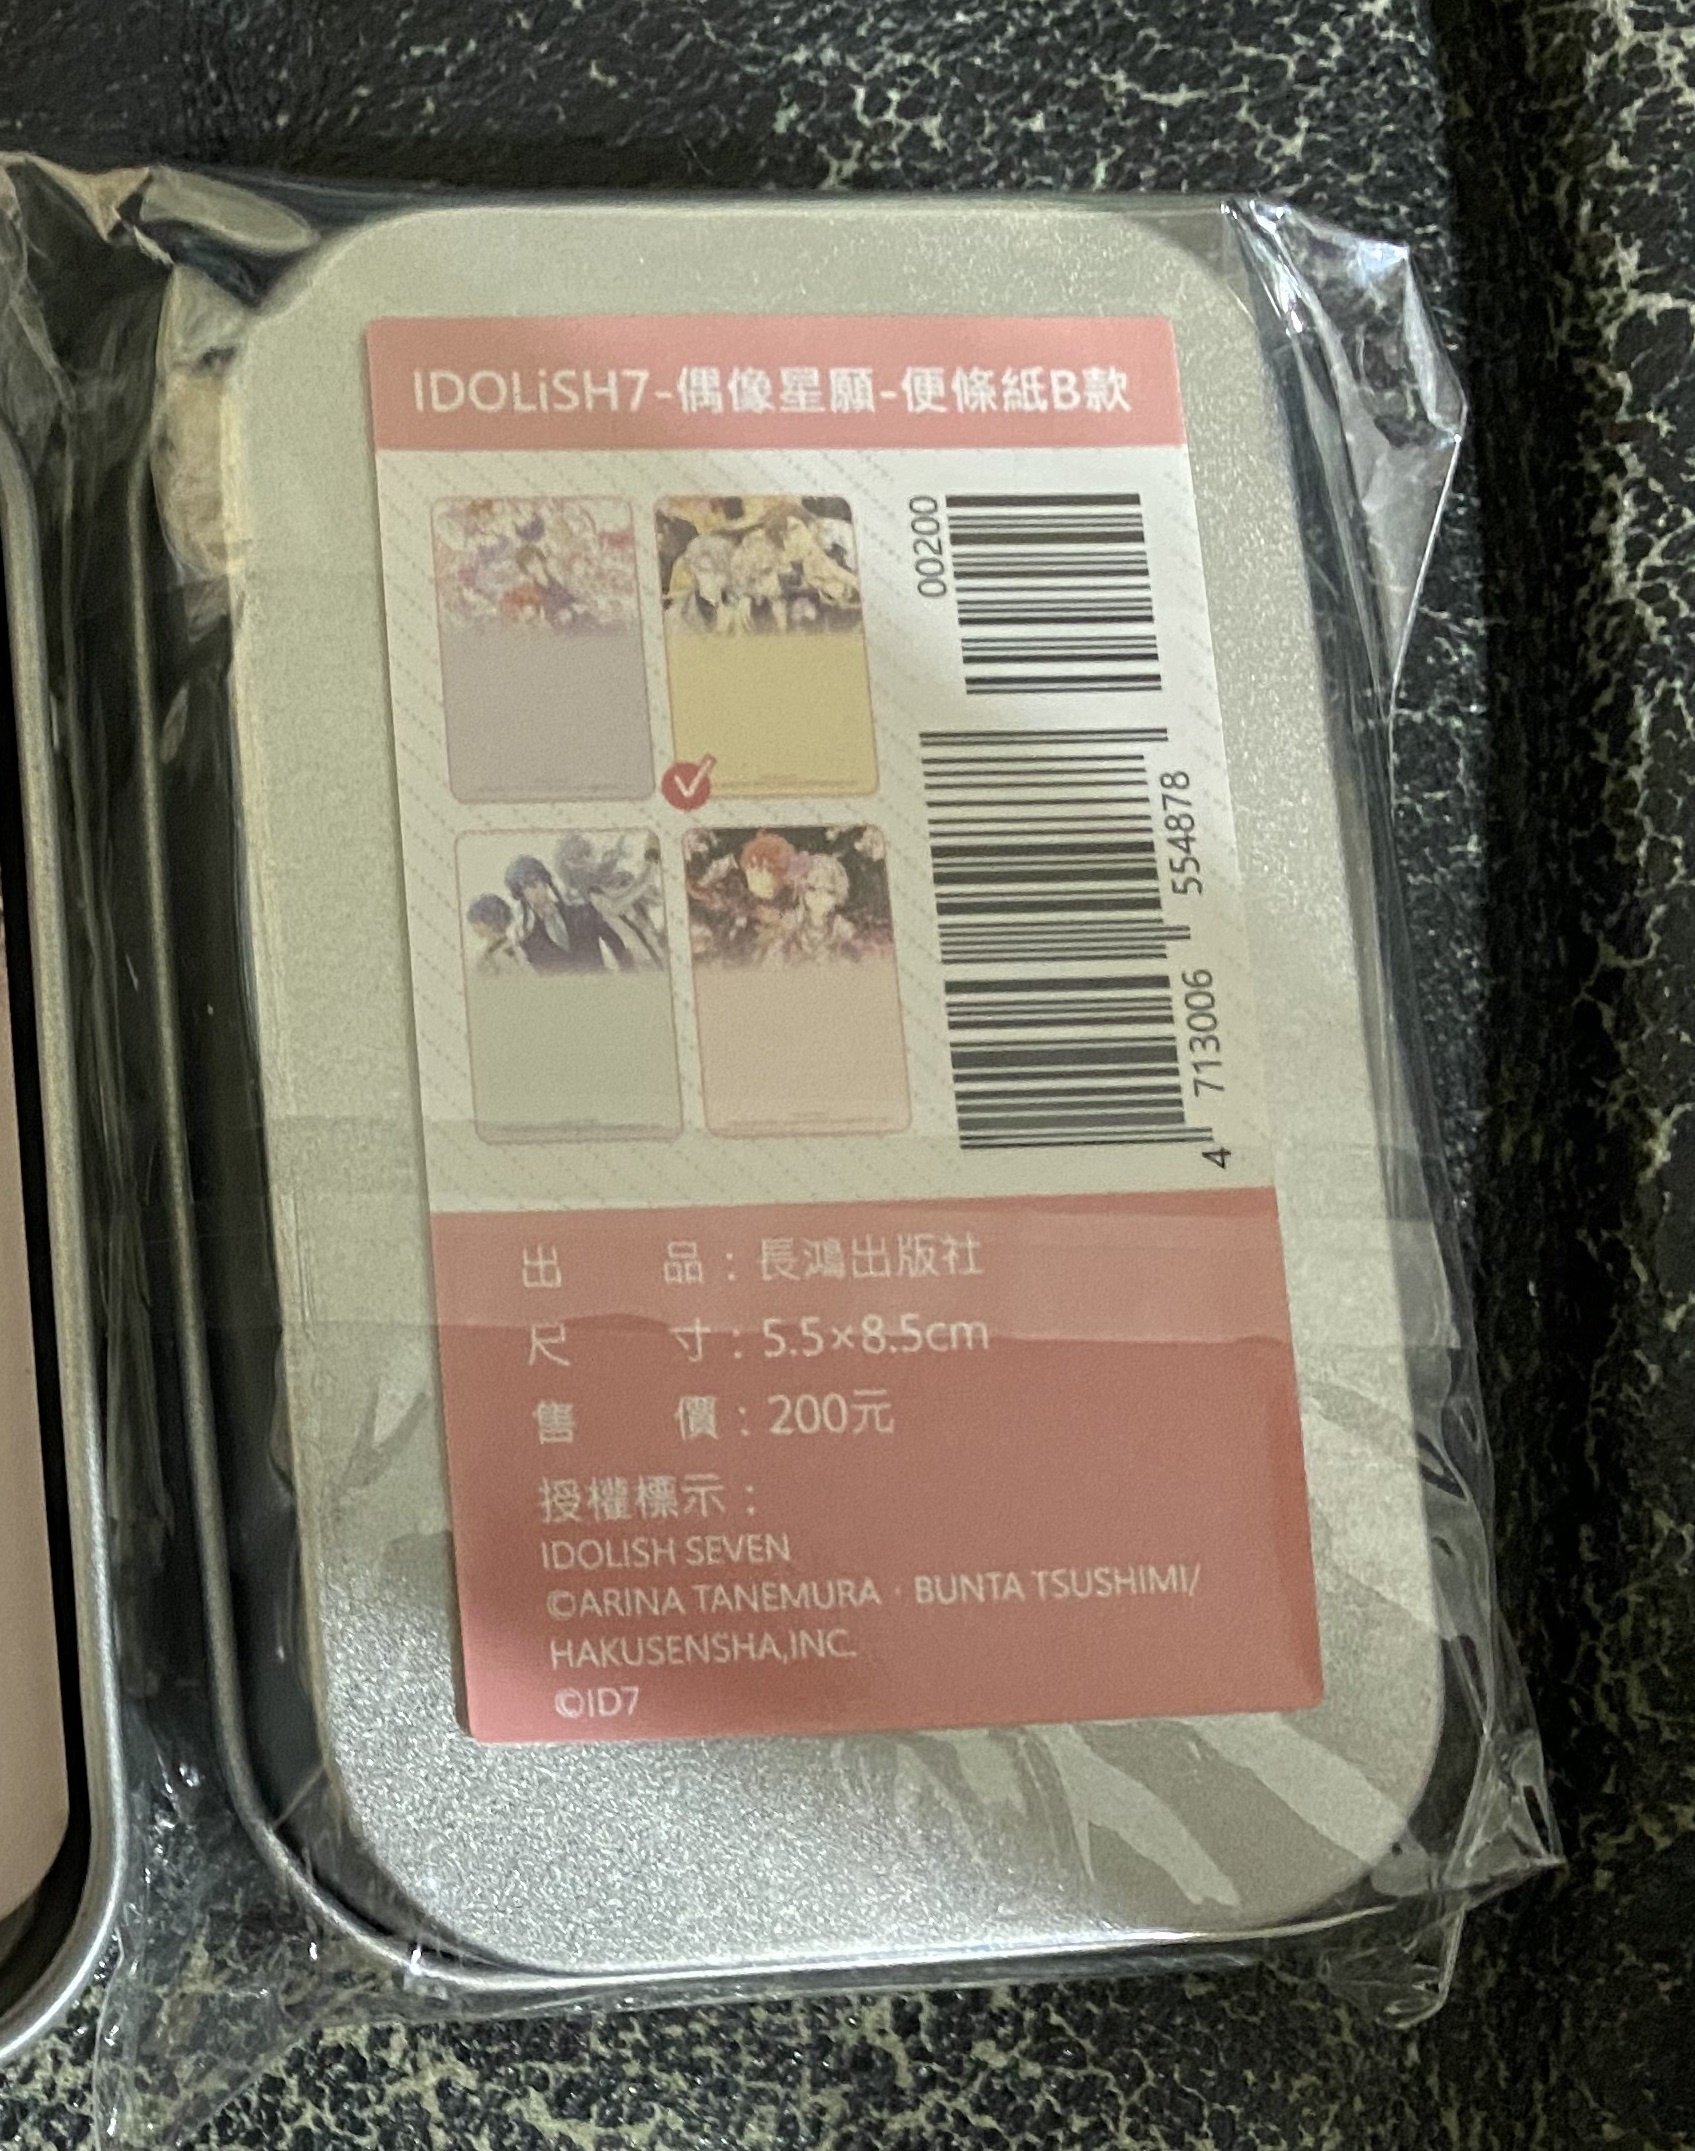 IDOLiSH7-偶像星願-便條紙B款
00200
4 713006 554878
出 品：長鴻出版社
尺 寸：5.5×8.5cm
售 價：200元
授權標示：
IDOLISH SEVEN
©ARINA TANEMURA · BUNTA TSUSHIMI/
HAKUSENSHA,INC.
©ID7